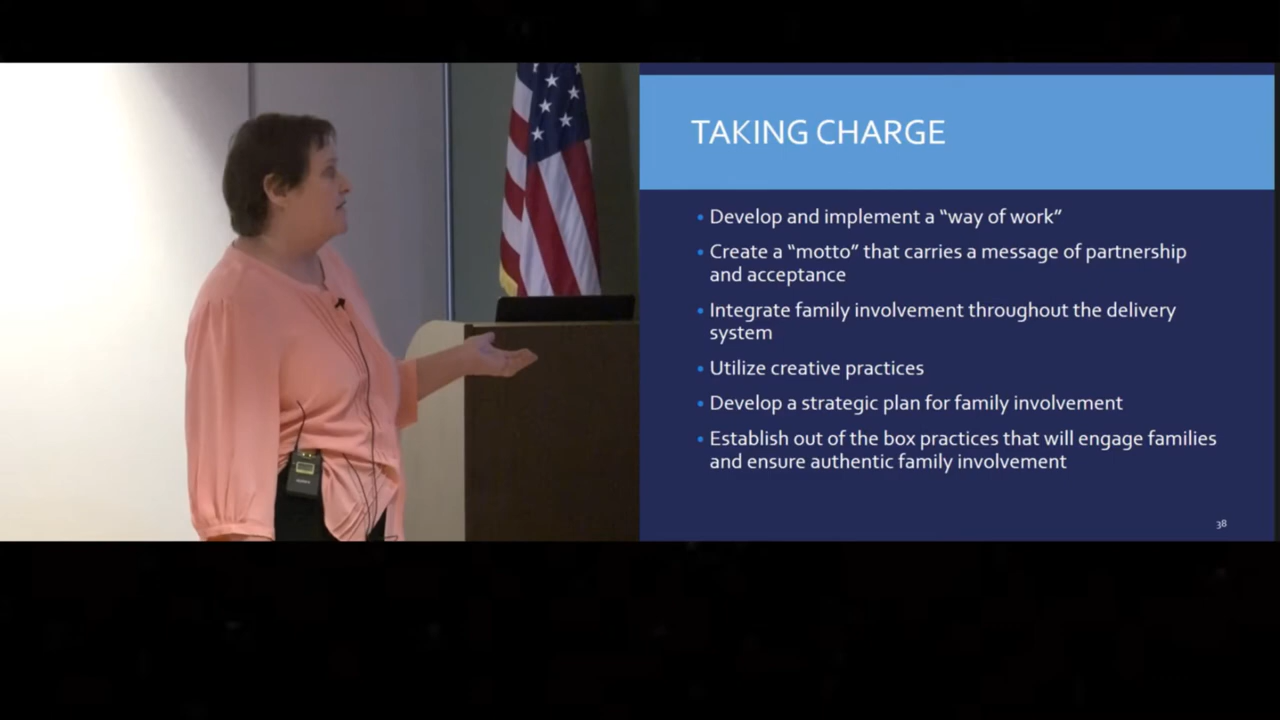 TAKING CHARGE
• Develop and implement a “way of work”
• Create a “motto” that carries a message of partnership
and acceptance
• Integrate family involvement throughout the delivery
system
• Utilize creative practices
• Develop a strategic plan for family involvement
• Establish out of the box practices that will engage families
and ensure authentic family involvement
38